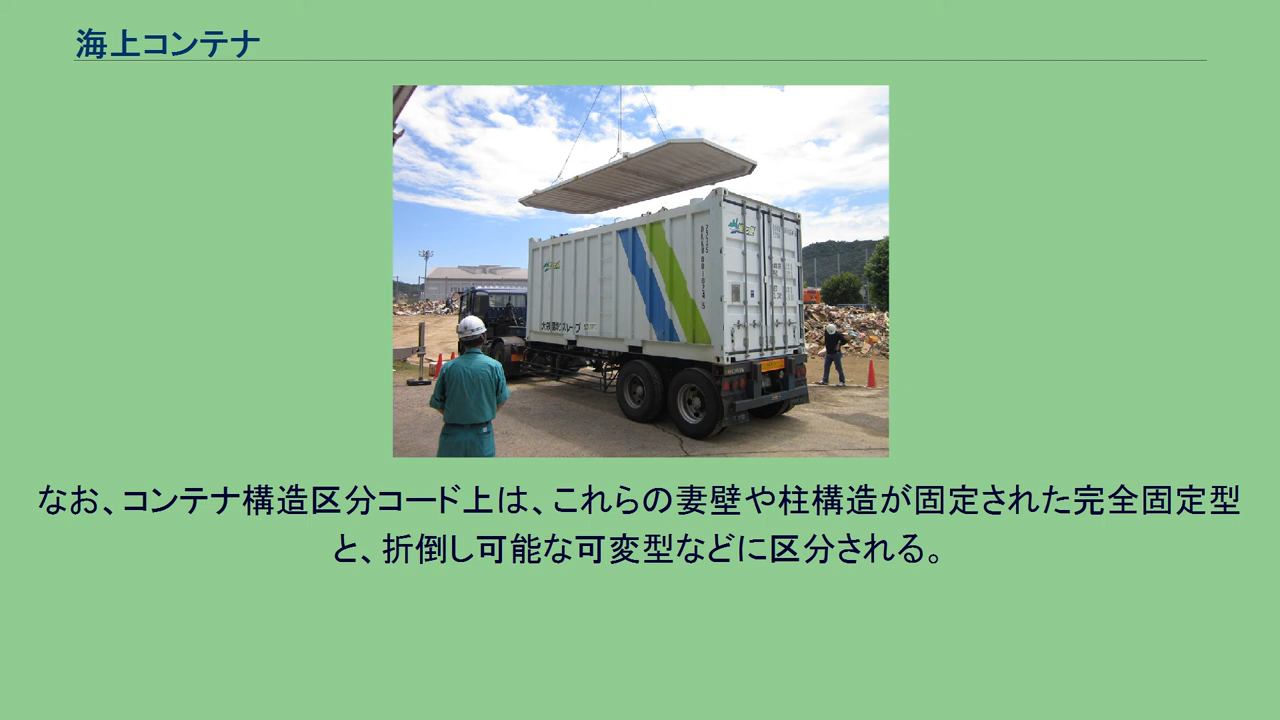 海上コンテナ
なお、コンテナ構造区分コード上は、これらの妻壁や柱構造が固定された完全固定型
と、折倒し可能な可変型などに区分される。